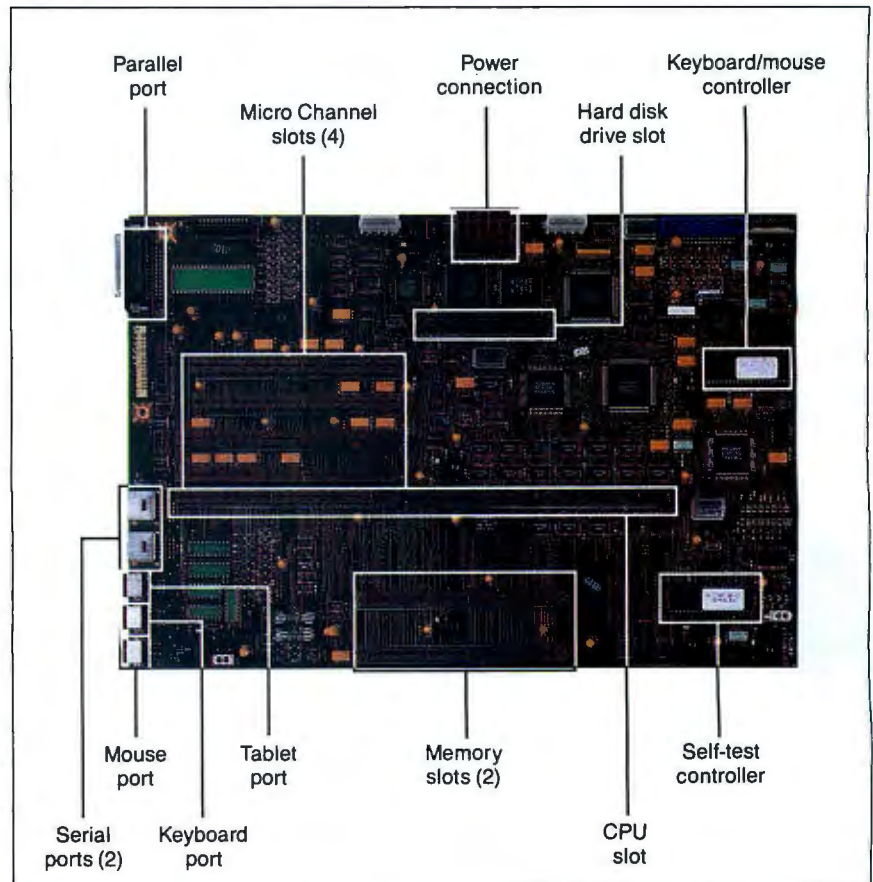 Parallel
port
Micro Channel
slots (4)
Power
connection
Hard disk
drive slot
Keyboard/mouse
controller
Mouse
port
Tablet
port
Memory
slots (2)
Self-test
controller
Serial
ports (2)
Keyboard
port
CPU
slot